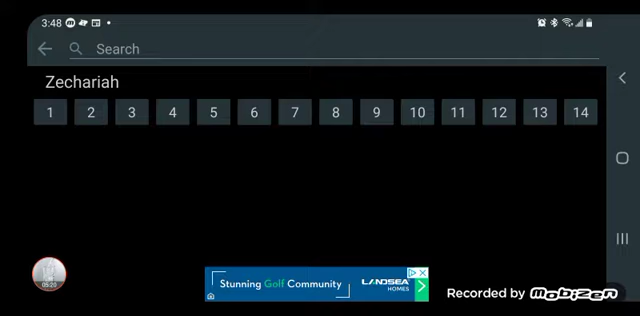 3:48
Search
Zechariah
1 2 3 4 5 6 7 8 9 10 11 12 13 14
05:20
Stunning Golf Community
LANDSEA
HOMES
Recorded by mobizen